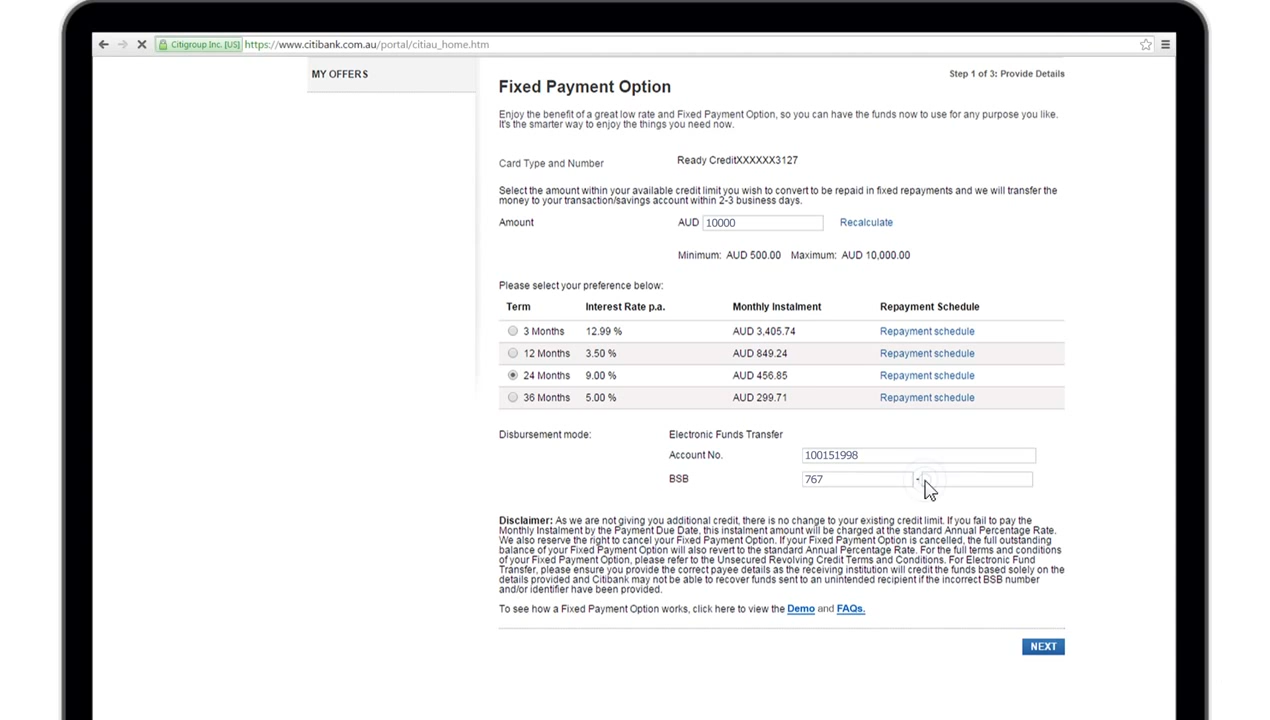 Citigroup Inc. [US] https://www.citibank.com.au/portal/citiau_home.htm
MY OFFERS
Step 1 of 3: Provide Details
Fixed Payment Option
Enjoy the benefit of a great low rate and Fixed Payment Option, so you can have the funds now to use for any purpose you like.
It's the smarter way to enjoy the things you need now.
Card Type and Number Ready CreditXXXXXX3127
Select the amount within your available credit limit you wish to convert to be repaid in fixed repayments and we will transfer the
money to your transaction/savings account within 2-3 business days.
Amount AUD 10000 Recalculate
Minimum: AUD 500.00 Maximum: AUD 10,000.00
Please select your preference below:
Term Interest Rate p.a. Monthly Instalment Repayment Schedule
3 Months 12.99 % AUD 3,405.74 Repayment schedule
12 Months 3.50 % AUD 849.24 Repayment schedule
24 Months 9.00 % AUD 456.85 Repayment schedule
36 Months 5.00 % AUD 299.71 Repayment schedule
Disbursement mode: Electronic Funds Transfer
Account No. 100151998
BSB 767 -
Disclaimer: As we are not giving you additional credit, there is no change to your existing credit limit. If you fail to pay the
Monthly Instalment by the Payment Due Date, this instalment amount will be charged at the standard Annual Percentage Rate.
We also reserve the right to cancel your Fixed Payment Option. If your Fixed Payment Option is cancelled, the full outstanding
balance of your Fixed Payment Option will also revert to the standard Annual Percentage Rate. For the full terms and conditions
of your Fixed Payment Option, please refer to the Unsecured Revolving Credit Terms and Conditions. For Electronic Fund
Transfer, please ensure you provide the correct payee details as the receiving institution will credit the funds based solely on the
details provided and Citibank may not be able to recover funds sent to an unintended recipient if the incorrect BSB number
and/or identifier have been provided.
To see how a Fixed Payment Option works, click here to view the Demo and FAQs.
NEXT